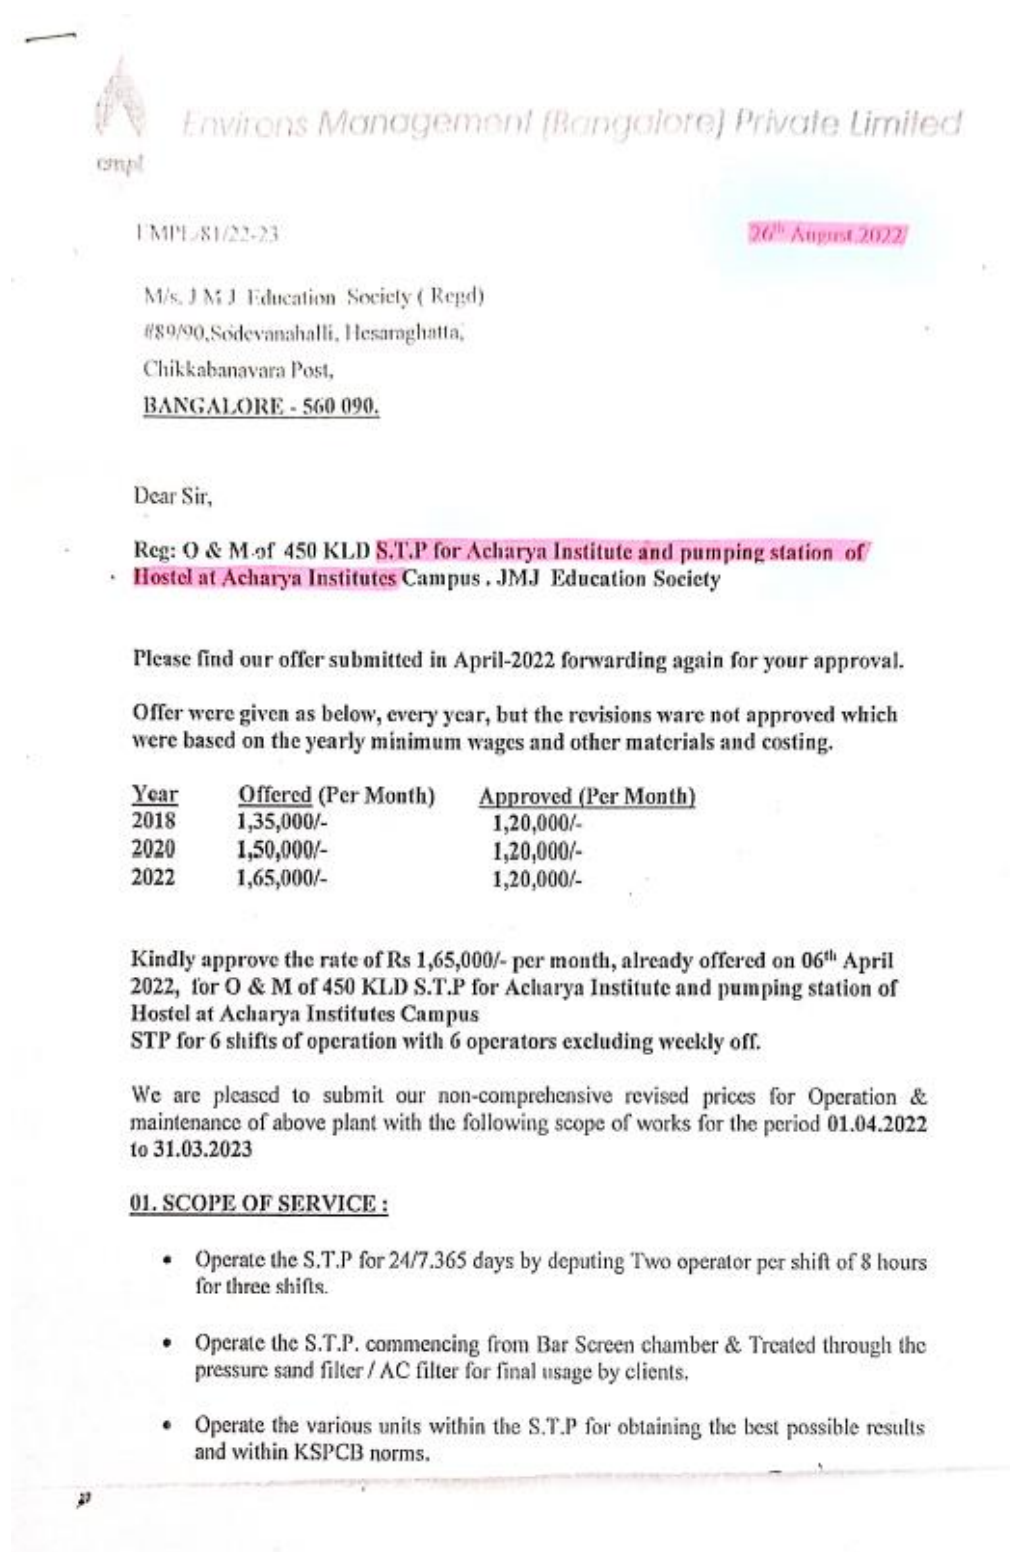 Environs Management (Bangalore) Private Limited
empl
EMPL/81/22-23
26th August.2022
M/s. J M J Education Society ( Regd)
#89/90,Sodevanahalli, Hesaraghatta,
Chikkabanavara Post,
BANGALORE - 560 090.
Dear Sir,
Reg: O & M of 450 KLD S.T.P for Acharya Institute and pumping station of
Hostel at Acharya Institutes Campus . JMJ Education Society
Please find our offer submitted in April-2022 forwarding again for your approval.
Offer were given as below, every year, but the revisions ware not approved which
were based on the yearly minimum wages and other materials and costing.
Year Offered (Per Month) Approved (Per Month)
2018 1,35,000/- 1,20,000/-
2020 1,50,000/- 1,20,000/-
2022 1,65,000/- 1,20,000/-
Kindly approve the rate of Rs 1,65,000/- per month, already offered on 06th April
2022, for O & M of 450 KLD S.T.P for Acharya Institute and pumping station of
Hostel at Acharya Institutes Campus
STP for 6 shifts of operation with 6 operators excluding weekly off.
We are pleased to submit our non-comprehensive revised prices for Operation &
maintenance of above plant with the following scope of works for the period 01.04.2022
to 31.03.2023
01. SCOPE OF SERVICE :
• Operate the S.T.P for 24/7.365 days by deputing Two operator per shift of 8 hours
for three shifts.
• Operate the S.T.P. commencing from Bar Screen chamber & Treated through the
pressure sand filter / AC filter for final usage by clients.
• Operate the various units within the S.T.P for obtaining the best possible results
and within KSPCB norms.